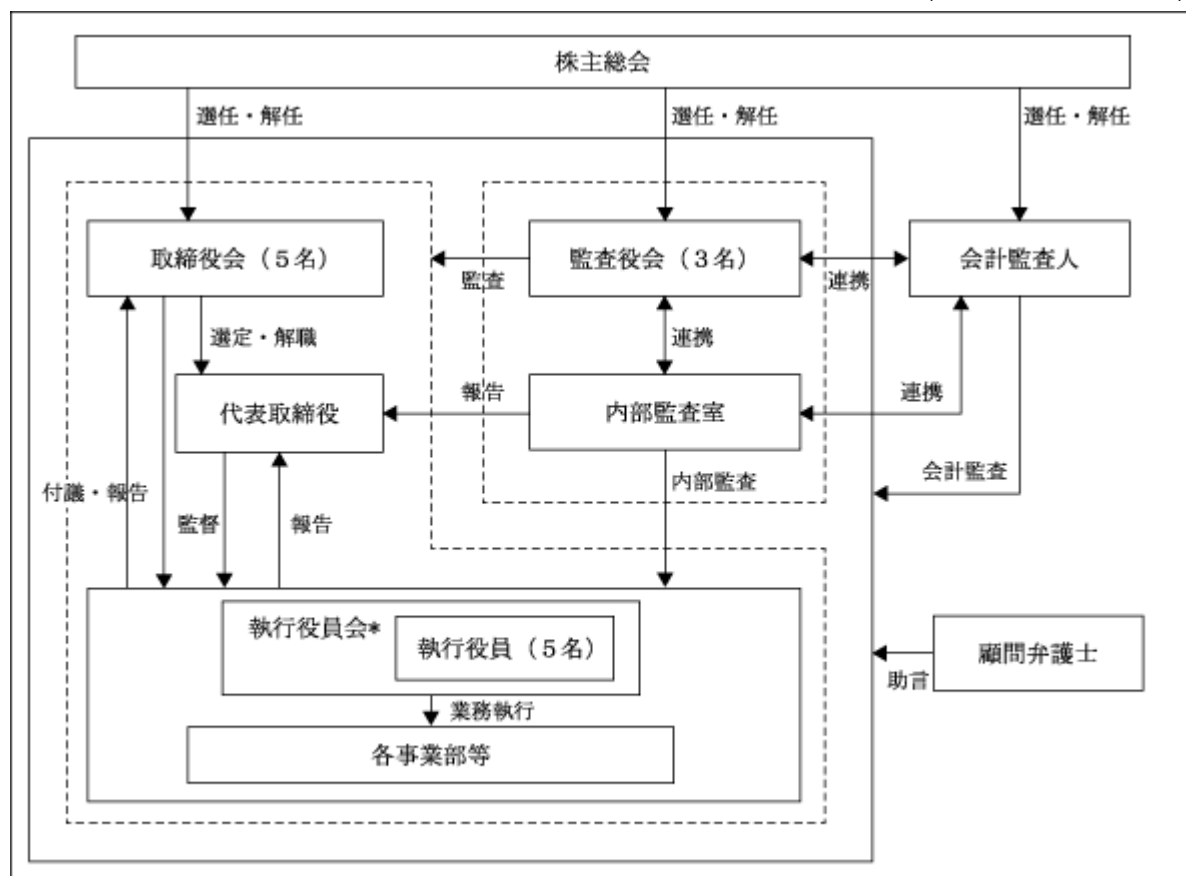 株主総会
選任・解任
選任・解任
選任・解任
取締役会（５名）
監査役会（３名）
会計監査人
監査
連携
選定・解職
連携
代表取締役
報告
内部監査室
連携
付議・報告
監督
報告
内部監査
会計監査
執行役員会*
執行役員（５名）
顧問弁護士
助言
業務執行
各事業部等